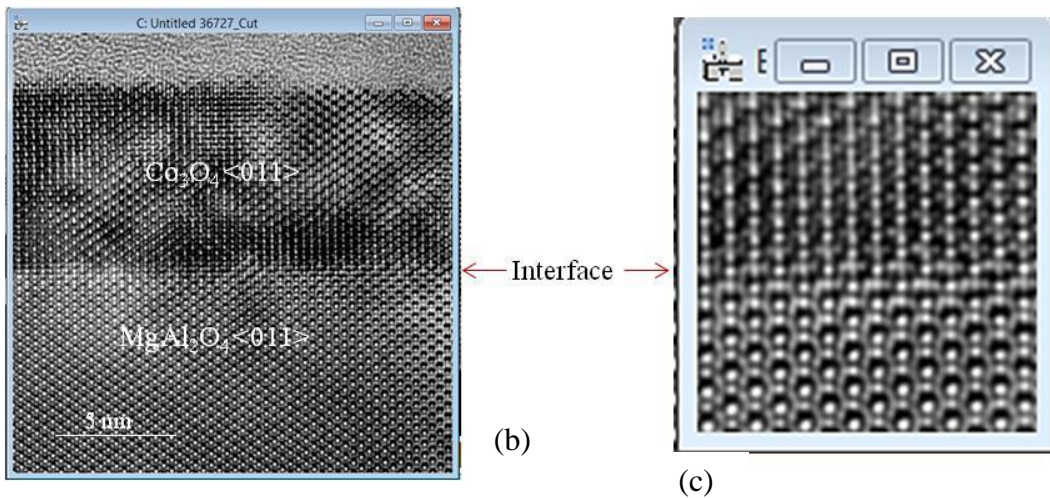 C: Untitled 36727_Cut
Co₃O₄<011>
MgAl₂O₄<011>
5 nm
(b)
Interface
E
(c)